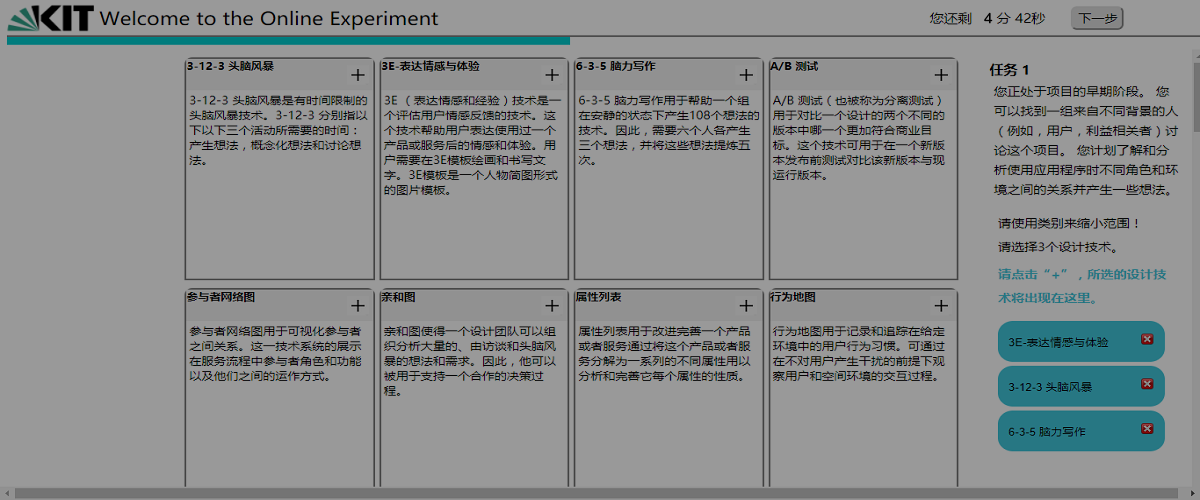 KIT Welcome to the Online Experiment
您还剩 4 分 42秒
下一步
3-12-3 头脑风暴
3-12-3 头脑风暴是有时间限制的
头脑风暴技术。3-12-3 分别指以
下以下三个活动所需要的时间：
产生想法，概念化想法和讨论想
法。
3E-表达情感与体验
3E （表达情感和经验）技术是一
个评估用户情感反馈的技术。这
个技术帮助用户表达使用过一个
产品或服务后的情感和体验。用
户需要在3E模板绘画和书写文
字。3E模板是一个人物简图形式
的图片模板。
6-3-5 脑力写作
6-3-5 脑力写作用于帮助一个组
在安静的状态下产生108个想法的
技术。因此，需要六个人各产生
三个想法，并将这些想法提炼五
次。
A/B 测试
A/B 测试（也被称为分离测试）
用于对比一个设计的两个不同的
版本中哪一个更加符合商业目
标。这个技术可用于在一个新版
本发布前测试对比该新版本与现
运行版本。
参与者网络图
参与者网络图用于可视化参与者
之间关系。这一技术系统的展示
在服务流程中参与者角色和功能
以及他们之间的运作方式。
亲和图
亲和图使得一个设计团队可以组
织分析大量的、由访谈和头脑风
暴的想法和需求。因此，他可以
被用于支持一个合作的决策过
程。
属性列表
属性列表用于改进完善一个产品
或者服务通过将这个产品或者服
务分解为一系列的不同属性用以
分析和完善它每个属性的性质。
行为地图
行为地图用于记录和追踪在给定
环境中的用户行为习惯。可通过
在不对用户产生干扰的前提下观
察用户和空间环境的交互过程。
任务 1
您正处于项目的早期阶段。 您
可以找到一组来自不同背景的人
（例如，用户，利益相关者）讨
论这个项目。 您计划了解和分
析使用应用程序时不同角色和环
境之间的关系并产生一些想法。
请使用类别来缩小范围！
请选择3个设计技术。
请点击“+”，所选的设计技
术将出现在这里。
3E-表达情感与体验
3-12-3 头脑风暴
6-3-5 脑力写作